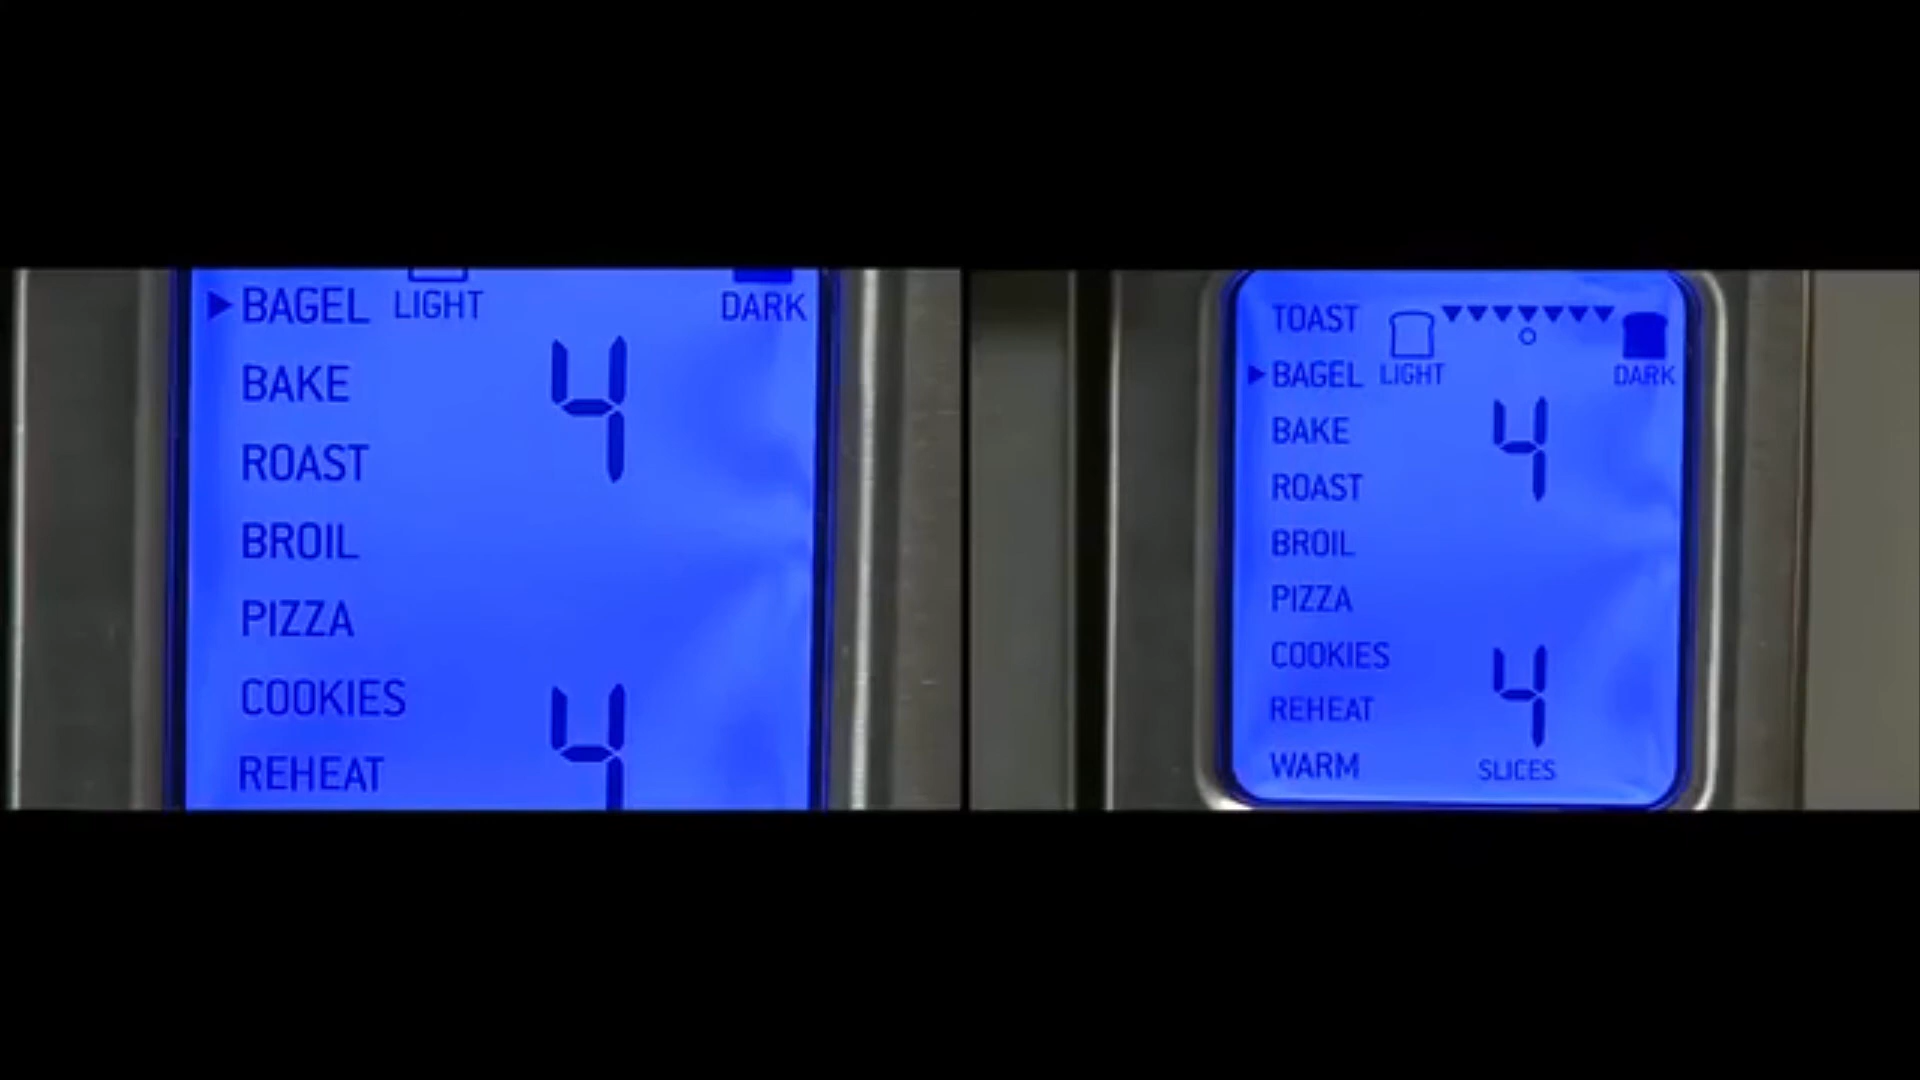 BAGEL LIGHT DARK
BAKE 4
ROAST
BROIL
PIZZA
COOKIES
4
REHEAT
TOAST
BAGEL LIGHT DARK
BAKE 4
ROAST
BROIL
PIZZA
COOKIES
4
REHEAT
WARM SLICES